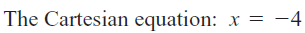 The Cartesian equation: x = −4